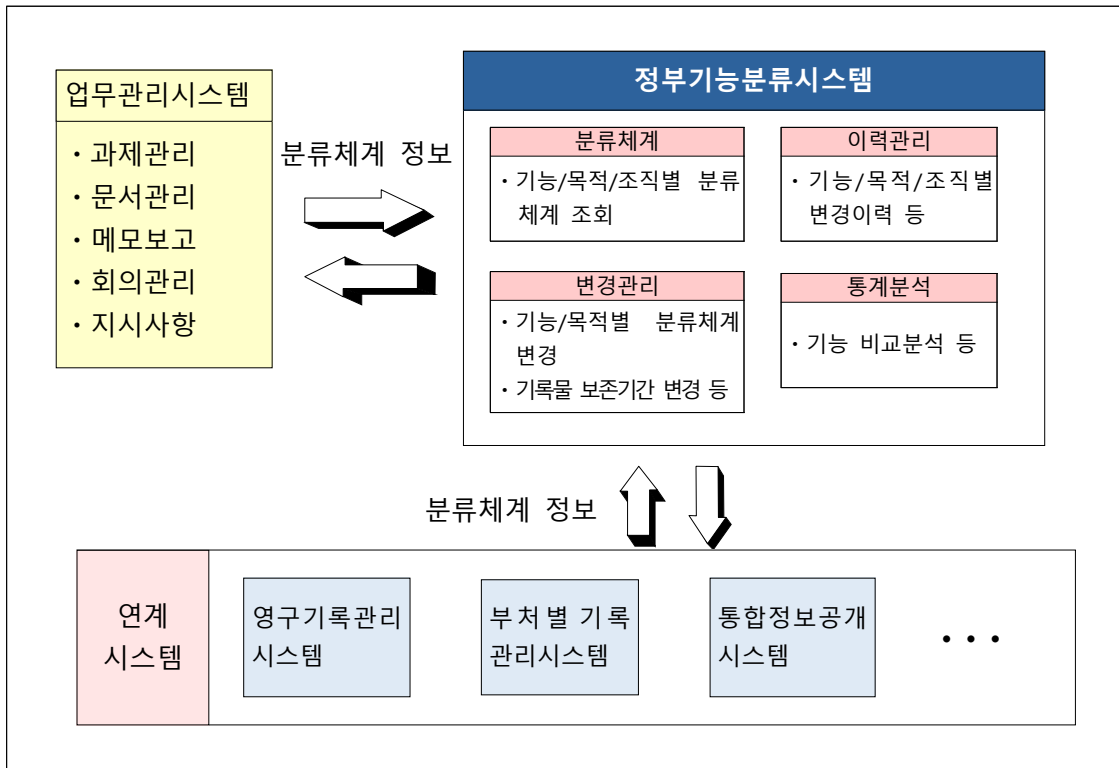 업무관리시스템
· 과제관리
· 문서관리
· 메모보고
· 회의관리
· 지시사항
분류체계 정보
정부기능분류시스템
분류체계
· 기능/목적/조직별 분류
체계 조회
이력관리
· 기능/목적/조직별
변경이력 등
변경관리
· 기능/목적별 분류체계
변경
· 기록물 보존기간 변경 등
통계분석
· 기능 비교분석 등
분류체계 정보
연계
시스템
영구기록관리
시스템
부처별 기록
관리시스템
통합정보공개
시스템
• • •